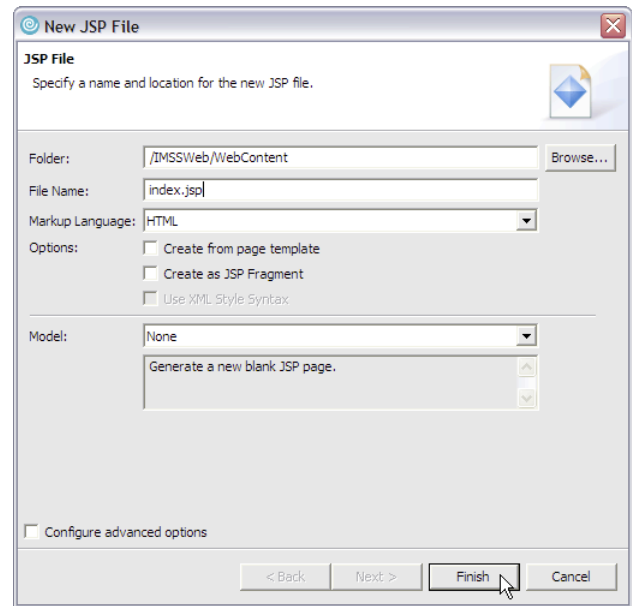 New JSP File
JSP File
Specify a name and location for the new JSP file.
Folder: /IMSSWeb/WebContent Browse...
File Name: index.jsp
Markup Language: HTML
Options: Create from page template
Create as JSP Fragment
Use XML Style Syntax
Model: None
Generate a new blank JSP page.
Configure advanced options
< Back Next > Finish Cancel